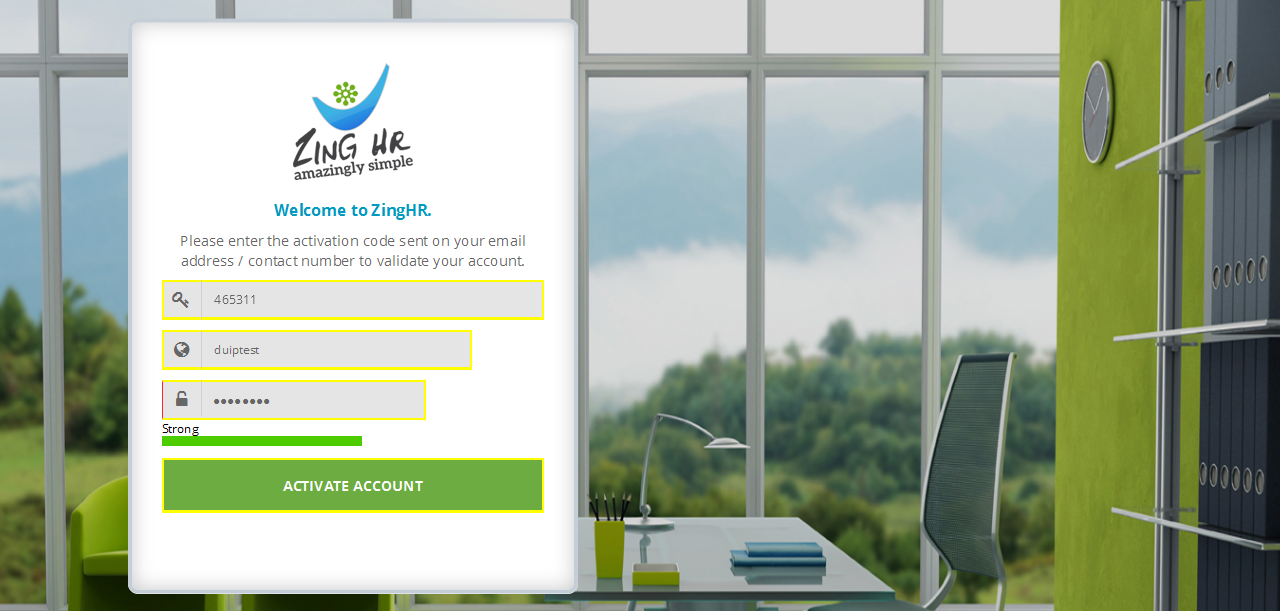 ZING HR
amazingly simple
Welcome to ZingHR.
Please enter the activation code sent on your email
address / contact number to validate your account.
465311
duiptest
••••••••
Strong
ACTIVATE ACCOUNT